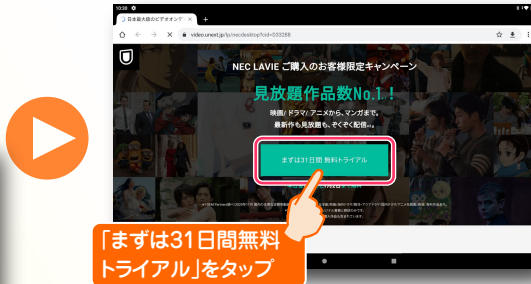 10:30
日本最大級のビデオオンデ
video.unext.jp/lp/necdesktop?cid=D33288
NEC LAVIE ご購入のお客様限定キャンペーン
見放題作品数No.1 !
映画/ ドラマ/ アニメから、マンガまで。
最新作も見放題も、ぞくぞく配信…。
まずは31日間 無料トライアル
「まずは31日間無料
トライアル」をタップ